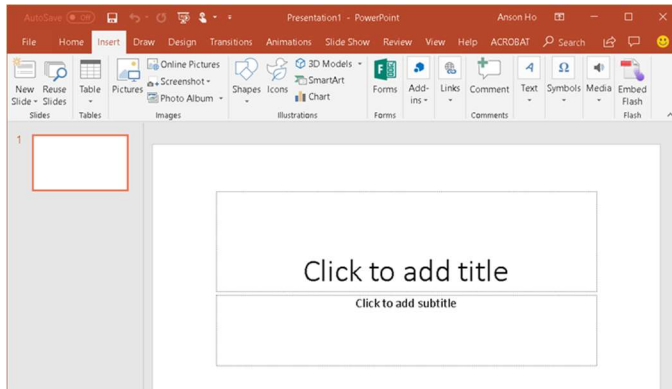 AutoSave Off Presentation1 - PowerPoint Anson Ho
File Home Insert Draw Design Transitions Animations Slide Show Review View Help ACROBAT Search
New Slide Reuse Slides Table Pictures Online Pictures Screenshot Photo Album Shapes Icons 3D Models SmartArt Chart Forms Add-ins Links Comment Text Symbols Media Embed Flash
Slides Tables Images Illustrations Forms Comments Flash
1
Click to add title
Click to add subtitle